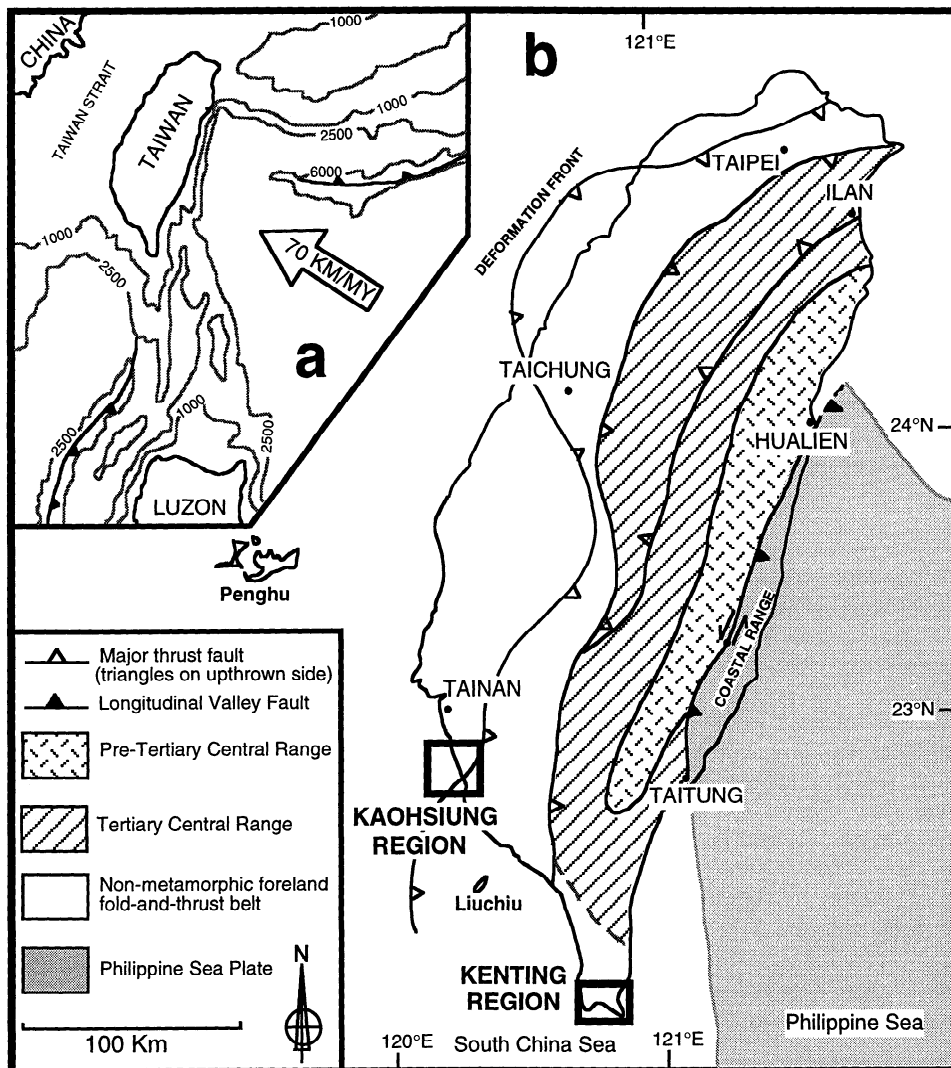 CHINA
TAIWAN STRAIT
TAIWAN
1000
1000
2500
6000
1000
2500
70 KM/MY
a
1000
2500
2500
LUZON
b
121°E
DEFORMATION FRONT
TAIPEI
ILAN
TAICHUNG
24°N
HUALIEN
Penghu
COASTAL RANGE
TAINAN
23°N
TAITUNG
KAOHSIUNG
REGION
Liuchiu
KENTING
REGION
Philippine Sea
120°E
South China Sea
121°E
Major thrust fault
(triangles on upthrown side)
Longitudinal Valley Fault
Pre-Tertiary Central Range
Tertiary Central Range
Non-metamorphic foreland
fold-and-thrust belt
Philippine Sea Plate
N
100 Km